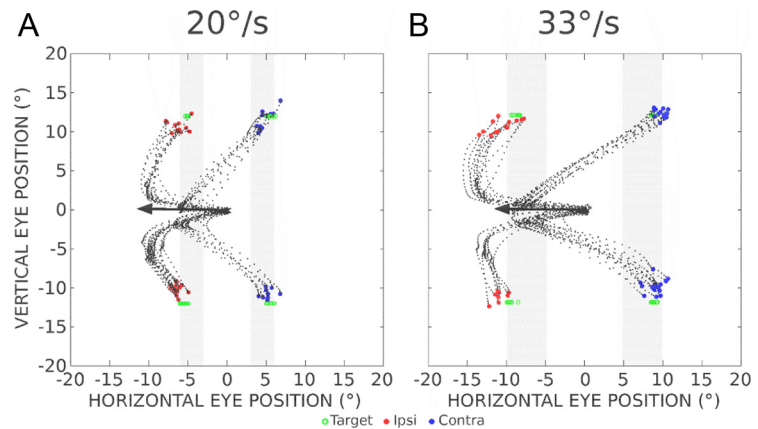 A 20°/s B 33°/s
20 20
15 15
10 10
5 5
0 0
-5 -5
-10 -10
-15 -15
-20 -20
VERTICAL EYE POSITION (°)
-20 -15 -10 -5 0 5 10 15 20 -20 -15 -10 -5 0 5 10 15 20
HORIZONTAL EYE POSITION (°) HORIZONTAL EYE POSITION (°)
Target Ipsi Contra